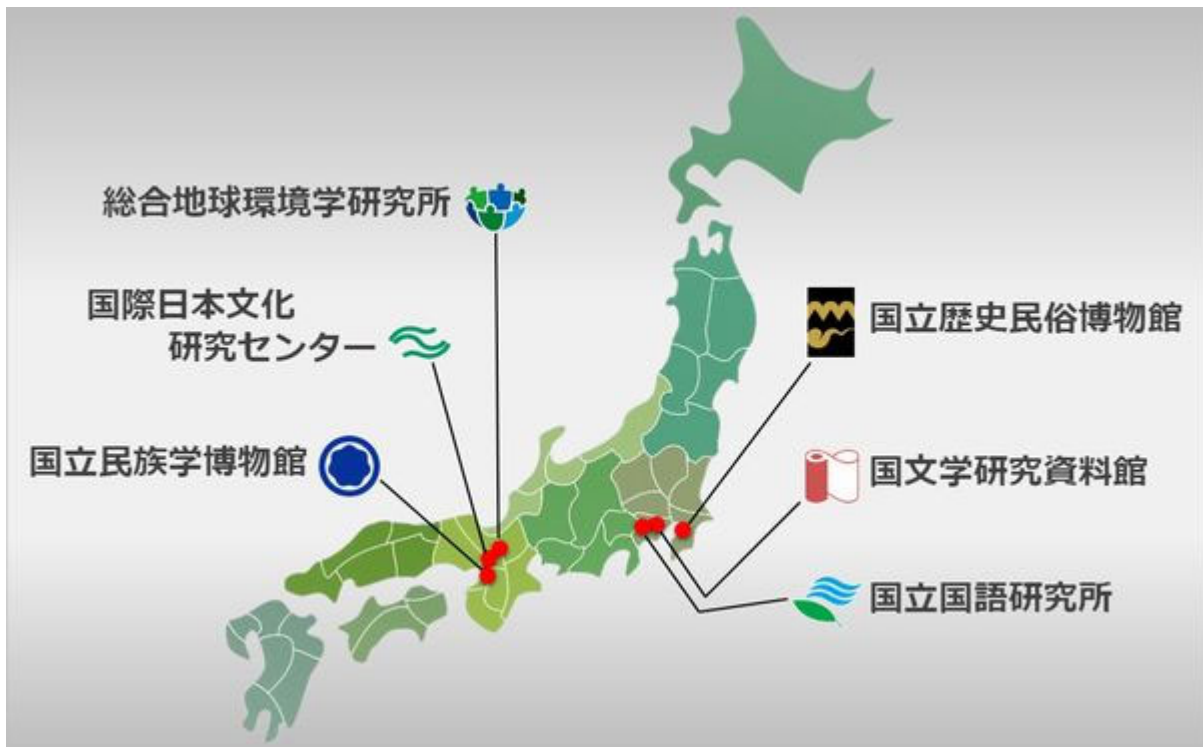 総合地球環境学研究所
国際日本文化
研究センター
国立民族学博物館
国立歴史民俗博物館
国文学研究資料館
国立国語研究所